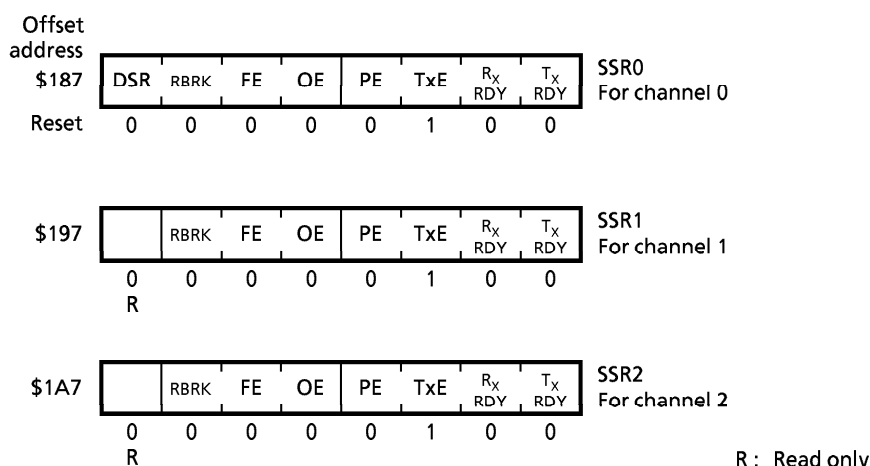 Offset
address
$187 DSR RBRK FE OE PE TxE RX RDY TX RDY SSR0
For channel 0
Reset 0 0 0 0 0 1 0 0
$197 RBRK FE OE PE TxE RX RDY TX RDY SSR1
For channel 1
0 0 0 0 0 1 0 0
R
$1A7 RBRK FE OE PE TxE RX RDY TX RDY SSR2
For channel 2
0 0 0 0 0 1 0 0
R
R : Read only